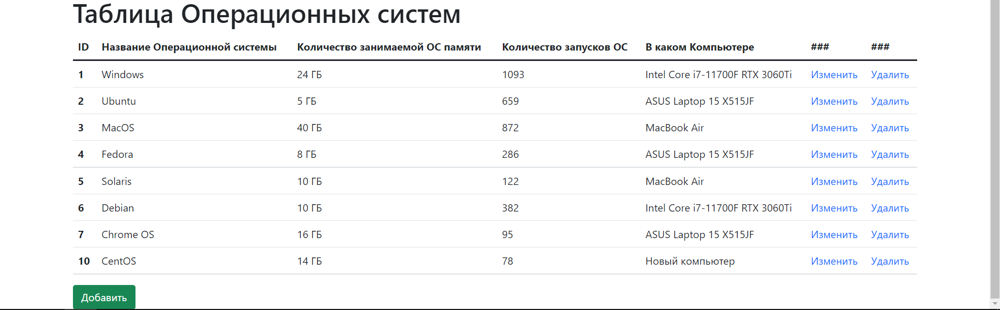 Таблица Операционных систем
ID Название Операционной системы Количество занимаемой ОС памяти Количество запусков ОС В каком Компьютере ### ###
1 Windows 24 ГБ 1093 Intel Core i7-11700F RTX 3060Ti Изменить Удалить
2 Ubuntu 5 ГБ 659 ASUS Laptop 15 X515JF Изменить Удалить
3 MacOS 40 ГБ 872 MacBook Air Изменить Удалить
4 Fedora 8 ГБ 286 ASUS Laptop 15 X515JF Изменить Удалить
5 Solaris 10 ГБ 122 MacBook Air Изменить Удалить
6 Debian 10 ГБ 382 Intel Core i7-11700F RTX 3060Ti Изменить Удалить
7 Chrome OS 16 ГБ 95 ASUS Laptop 15 X515JF Изменить Удалить
10 CentOS 14 ГБ 78 Новый компьютер Изменить Удалить
Добавить